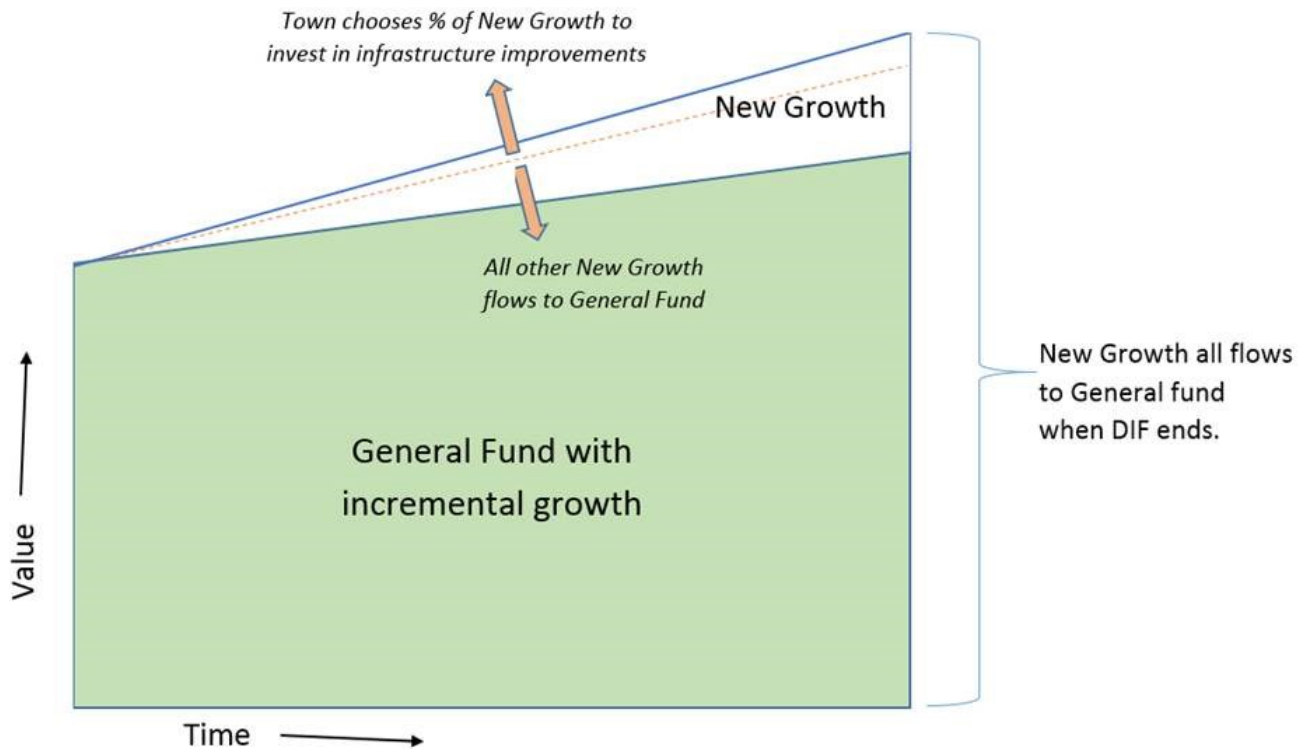 Town chooses % of New Growth to
invest in infrastructure improvements
New Growth
All other New Growth
flows to General Fund
New Growth all flows
to General fund
when DIF ends.
General Fund with
incremental growth
Value
Time